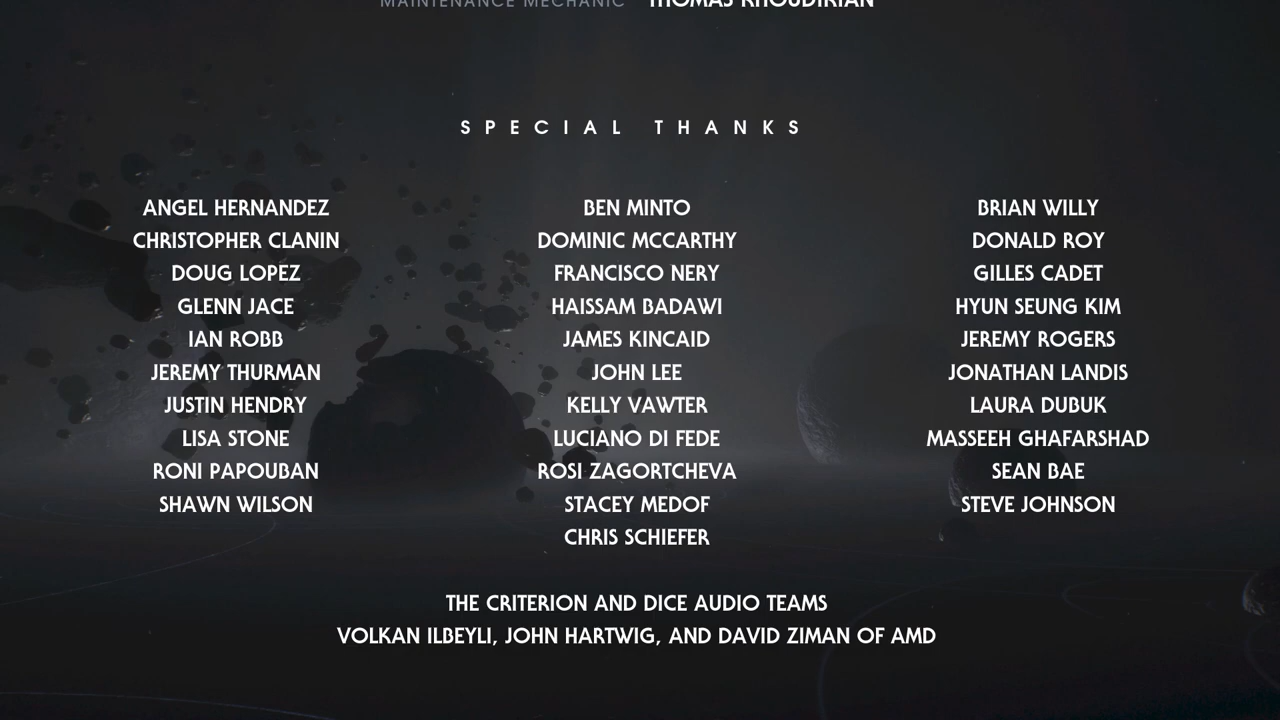 MAINTENANCE MECHANIC THOMAS KHOUDIRIAN
SPECIAL THANKS
ANGEL HERNANDEZ BEN MINTO BRIAN WILLY
CHRISTOPHER CLANIN DOMINIC MCCARTHY DONALD ROY
DOUG LOPEZ FRANCISCO NERY GILLES CADET
GLENN JACE HAISSAM BADAWI HYUN SEUNG KIM
IAN ROBB JAMES KINCAID JEREMY ROGERS
JEREMY THURMAN JOHN LEE JONATHAN LANDIS
JUSTIN HENDRY KELLY VAWTER LAURA DUBUK
LISA STONE LUCIANO DI FEDE MASSEEH GHAFARSHAD
RONI PAPOUBAN ROSI ZAGORTCHEVA SEAN BAE
SHAWN WILSON STACEY MEDOF STEVE JOHNSON
CHRIS SCHIEFER
THE CRITERION AND DICE AUDIO TEAMS
VOLKAN ILBEYLI, JOHN HARTWIG, AND DAVID ZIMAN OF AMD